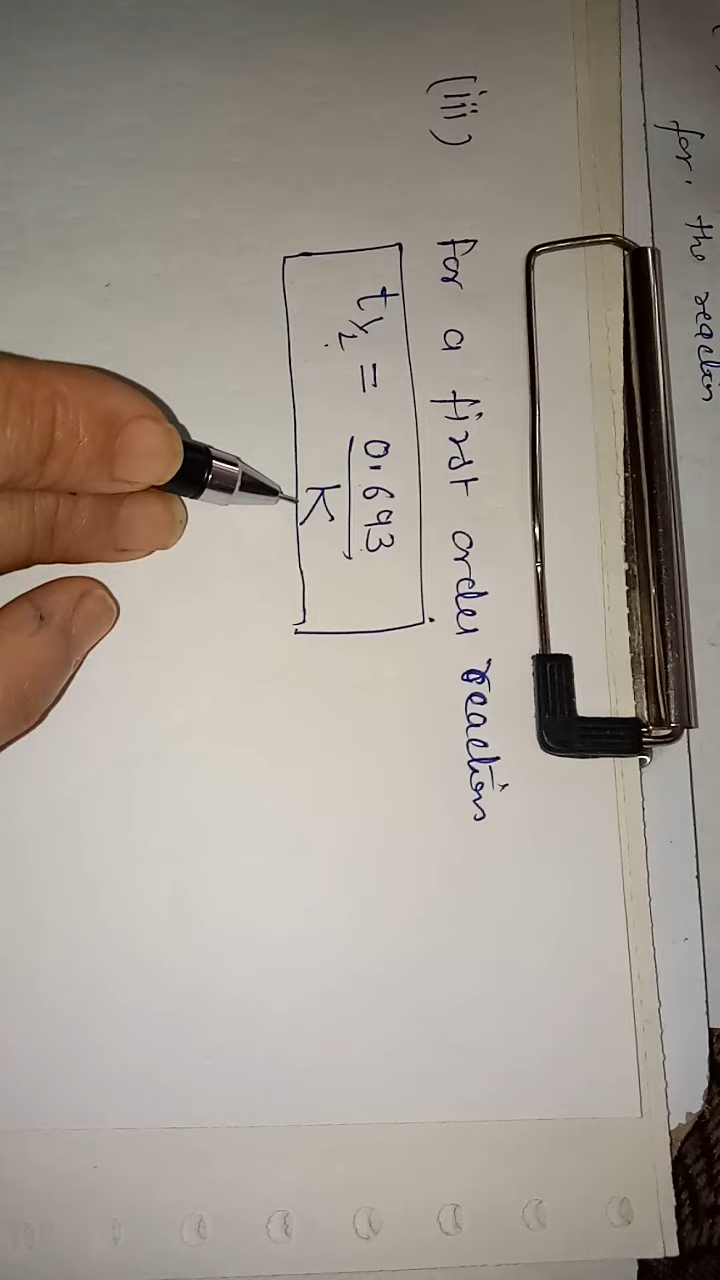 for. the reaction
(iii) for a first order reaction
t½ = 0.693
K